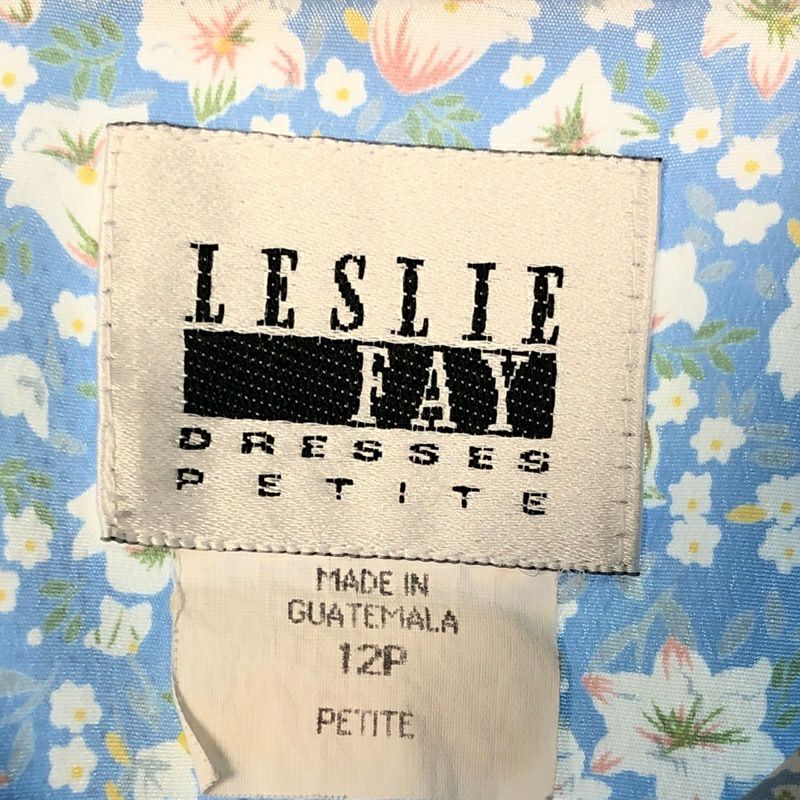 LESLIE
FAY
DRESSES
PETITE
MADE IN
GUATEMALA
12P
PETITE